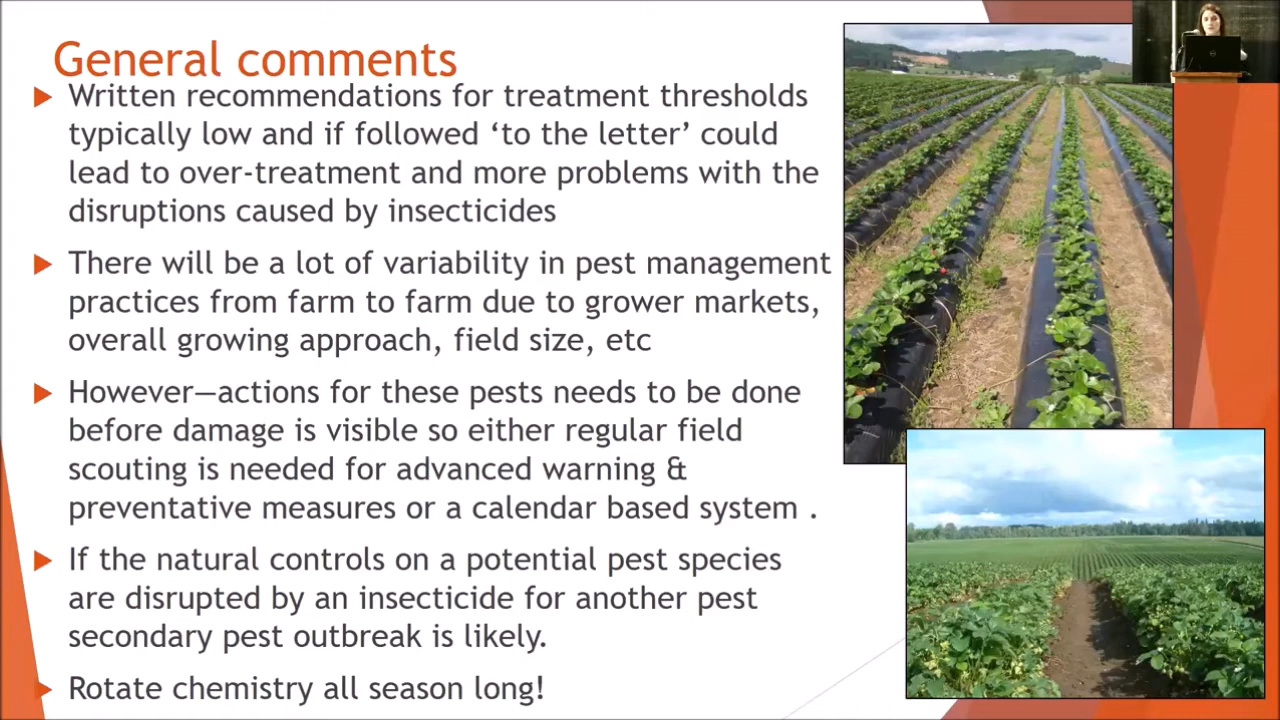 General comments
Written recommendations for treatment thresholds
typically low and if followed ‘to the letter’ could
lead to over-treatment and more problems with the
disruptions caused by insecticides
There will be a lot of variability in pest management
practices from farm to farm due to grower markets,
overall growing approach, field size, etc
However—actions for these pests needs to be done
before damage is visible so either regular field
scouting is needed for advanced warning &
preventative measures or a calendar based system .
If the natural controls on a potential pest species
are disrupted by an insecticide for another pest
secondary pest outbreak is likely.
Rotate chemistry all season long!